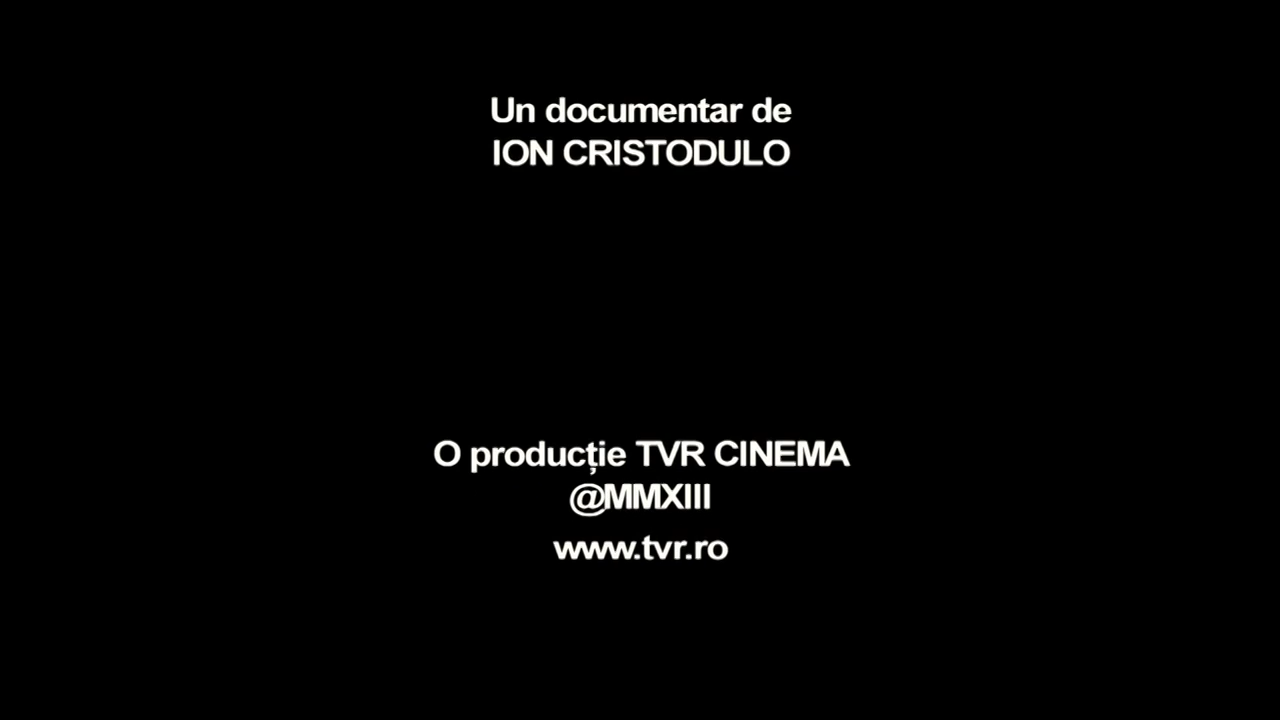 Un documentar de
ION CRISTODULO
O producție TVR CINEMA
@MMXIII
www.tvr.ro